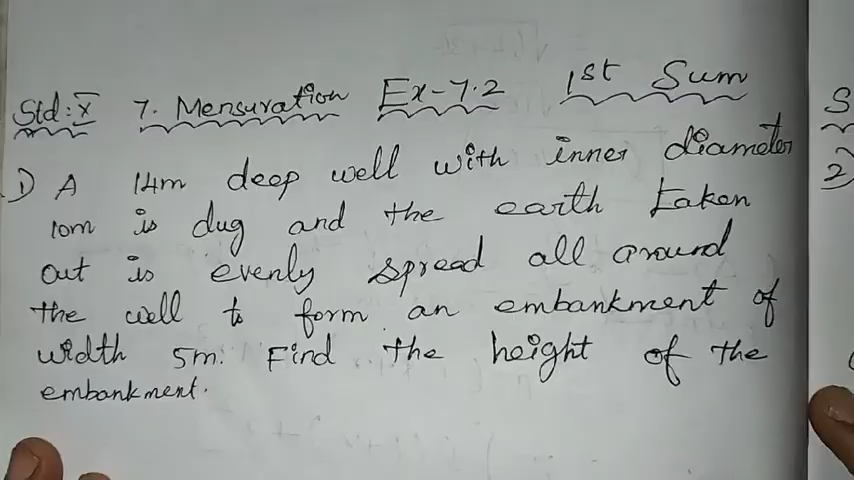 Std: X 7. Mensuration Ex-7.2 1st Sum
1) A 14m deep well with inner diameter
10m is dug and the earth taken
out is evenly spread all around
the well to form an embankment of
width 5m. Find the height of the
embankment.
S
2